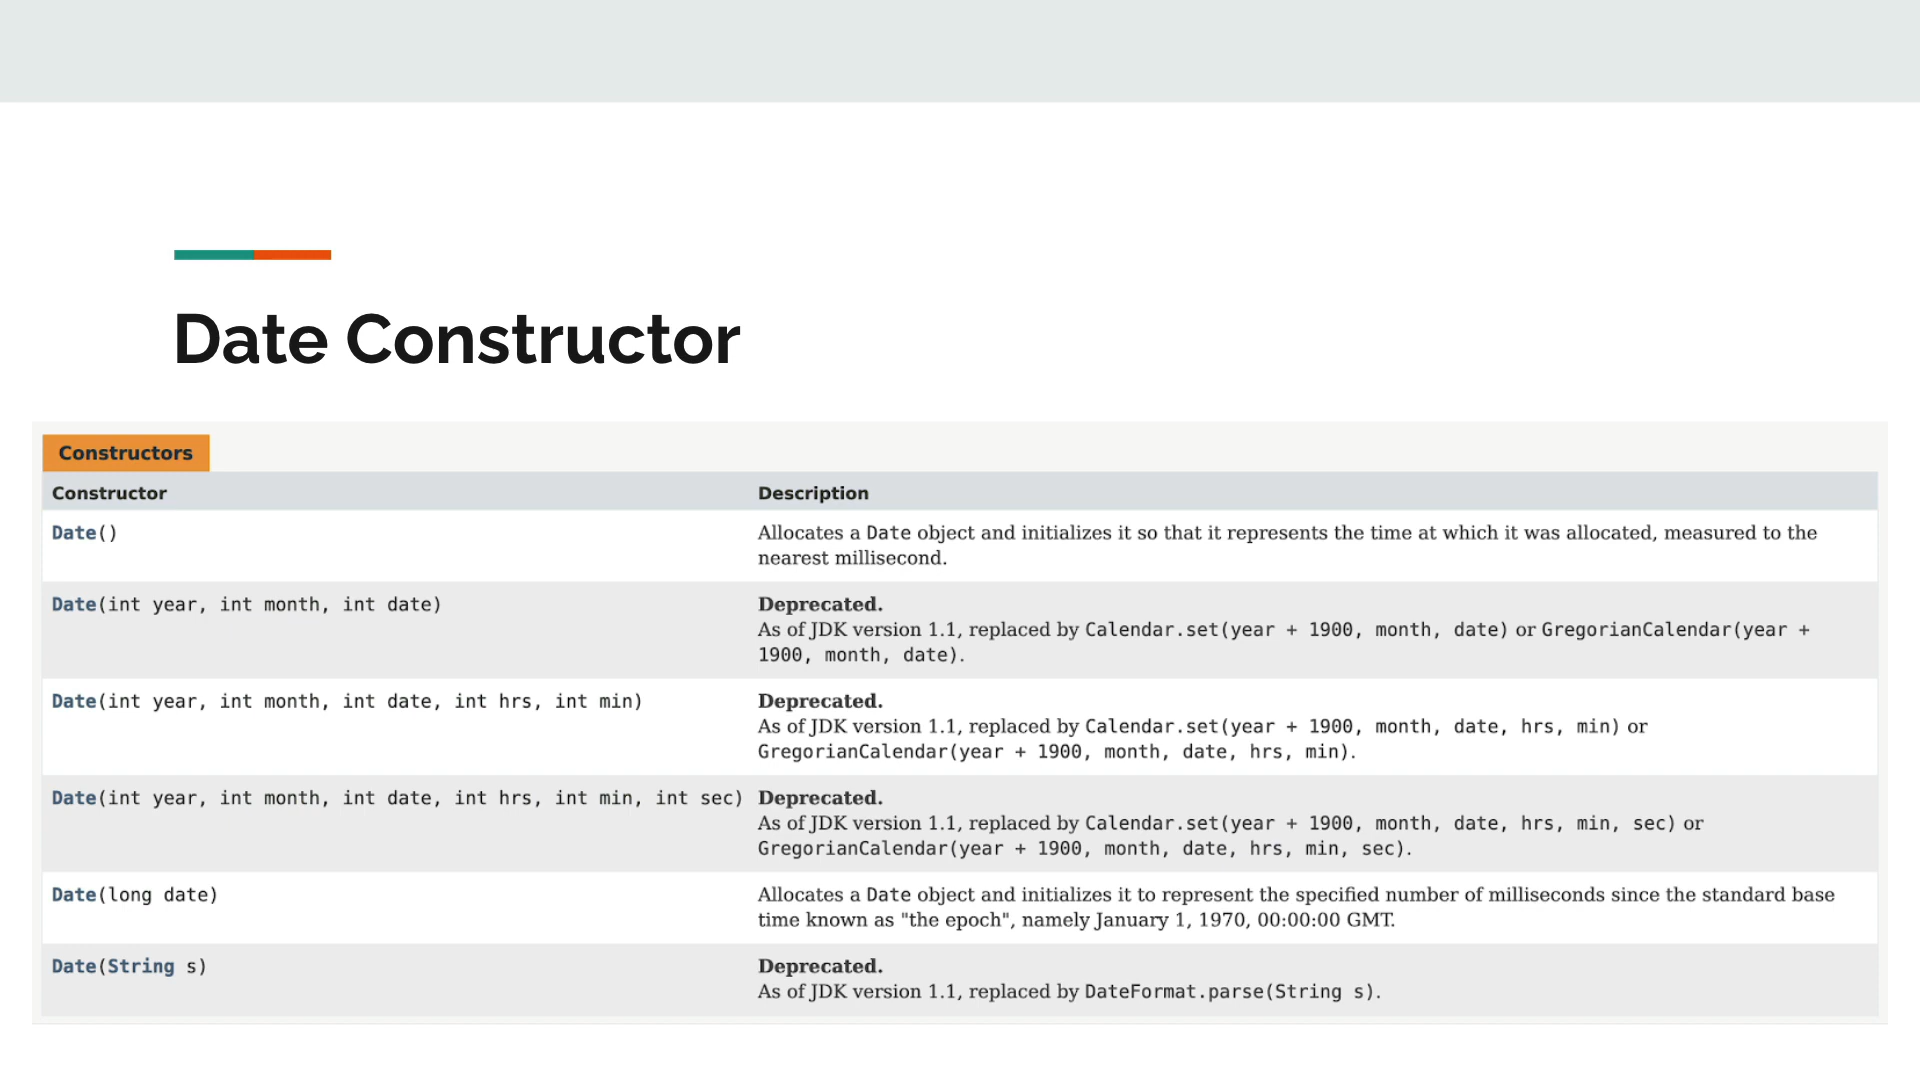 Date Constructor
Constructors
Constructor Description
Date() Allocates a Date object and initializes it so that it represents the time at which it was allocated, measured to the
nearest millisecond.
Date(int year, int month, int date) Deprecated.
As of JDK version 1.1, replaced by Calendar.set(year + 1900, month, date) or GregorianCalendar(year +
1900, month, date).
Date(int year, int month, int date, int hrs, int min) Deprecated.
As of JDK version 1.1, replaced by Calendar.set(year + 1900, month, date, hrs, min) or
GregorianCalendar(year + 1900, month, date, hrs, min).
Date(int year, int month, int date, int hrs, int min, int sec) Deprecated.
As of JDK version 1.1, replaced by Calendar.set(year + 1900, month, date, hrs, min, sec) or
GregorianCalendar(year + 1900, month, date, hrs, min, sec).
Date(long date) Allocates a Date object and initializes it to represent the specified number of milliseconds since the standard base
time known as "the epoch", namely January 1, 1970, 00:00:00 GMT.
Date(String s) Deprecated.
As of JDK version 1.1, replaced by DateFormat.parse(String s).